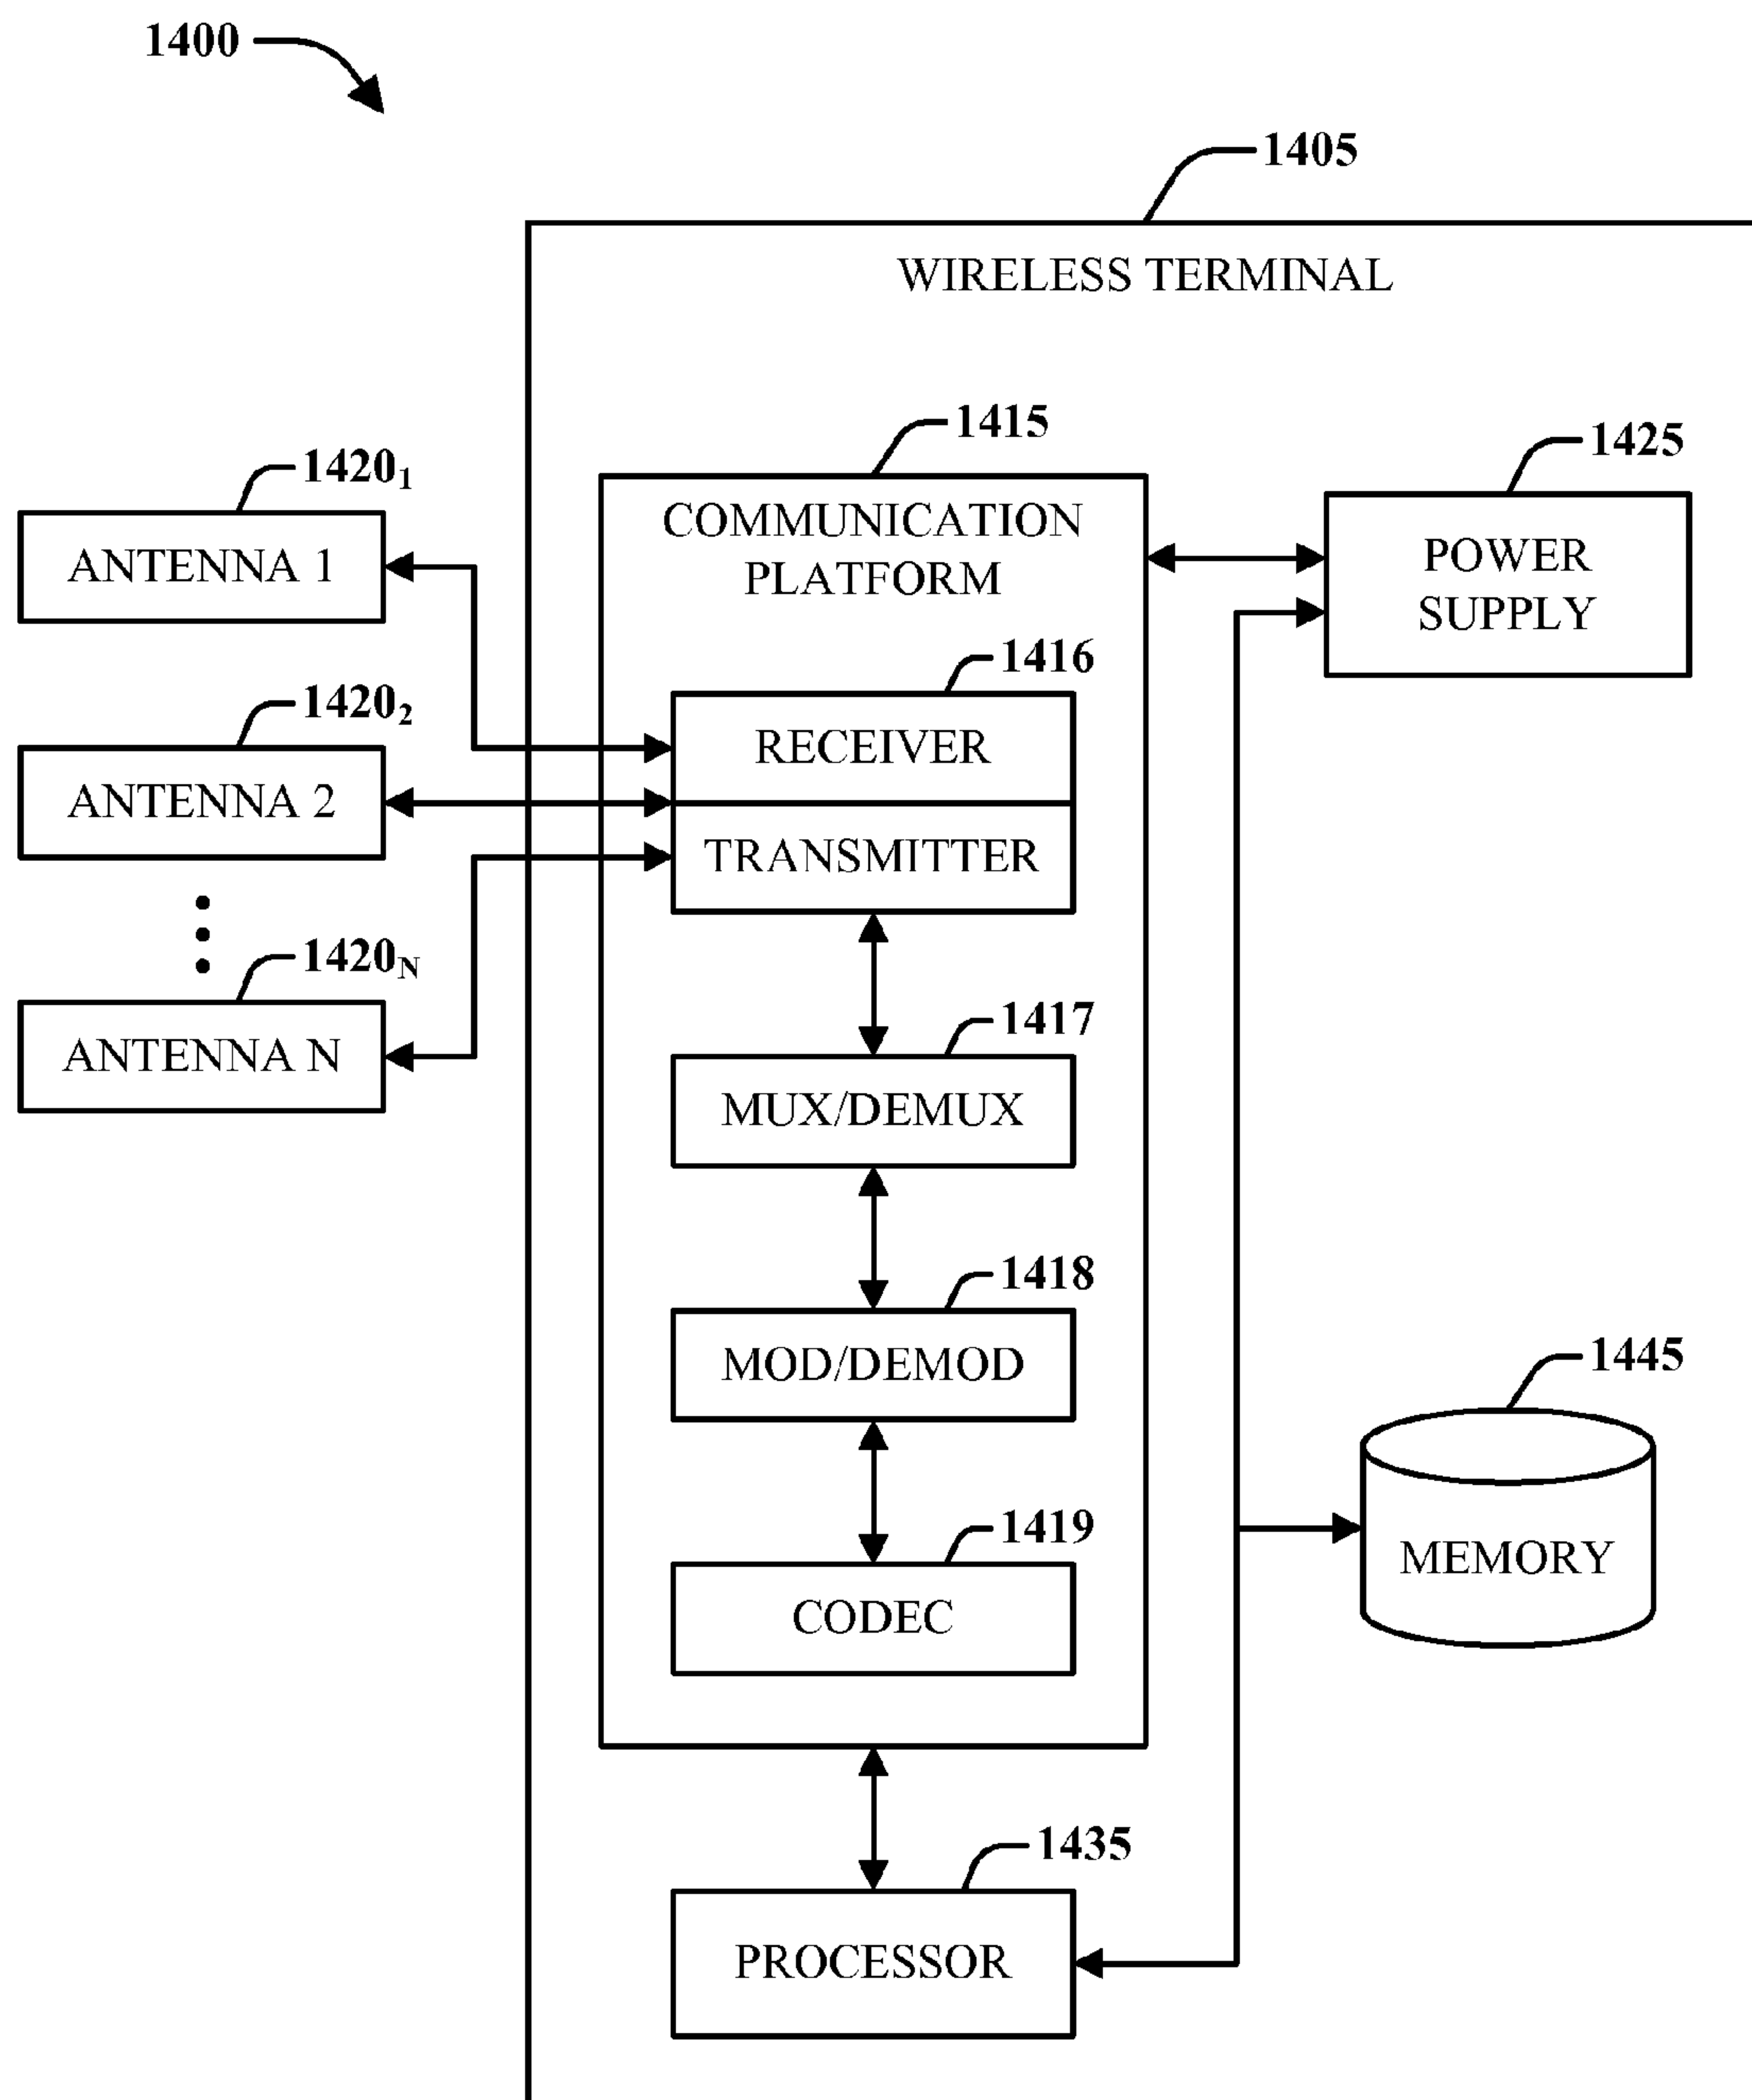 1400
1405
WIRELESS TERMINAL
1415
1425
COMMUNICATION
PLATFORM
POWER
SUPPLY
1420₁
ANTENNA 1
1416
RECEIVER
1420₂
ANTENNA 2
TRANSMITTER
1420N
ANTENNA N
1417
MUX/DEMUX
1418
MOD/DEMOD
1445
MEMORY
1419
CODEC
1435
PROCESSOR